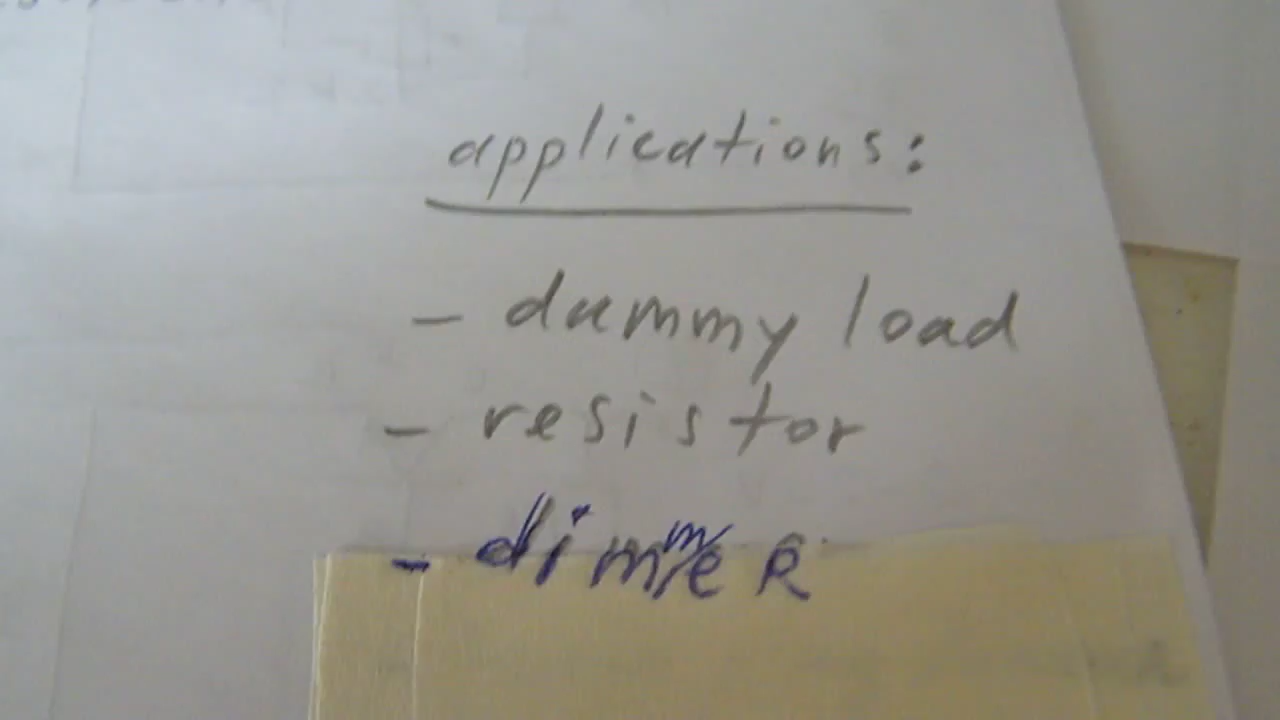 applications:
- dummy load
- resistor
- dimmeR